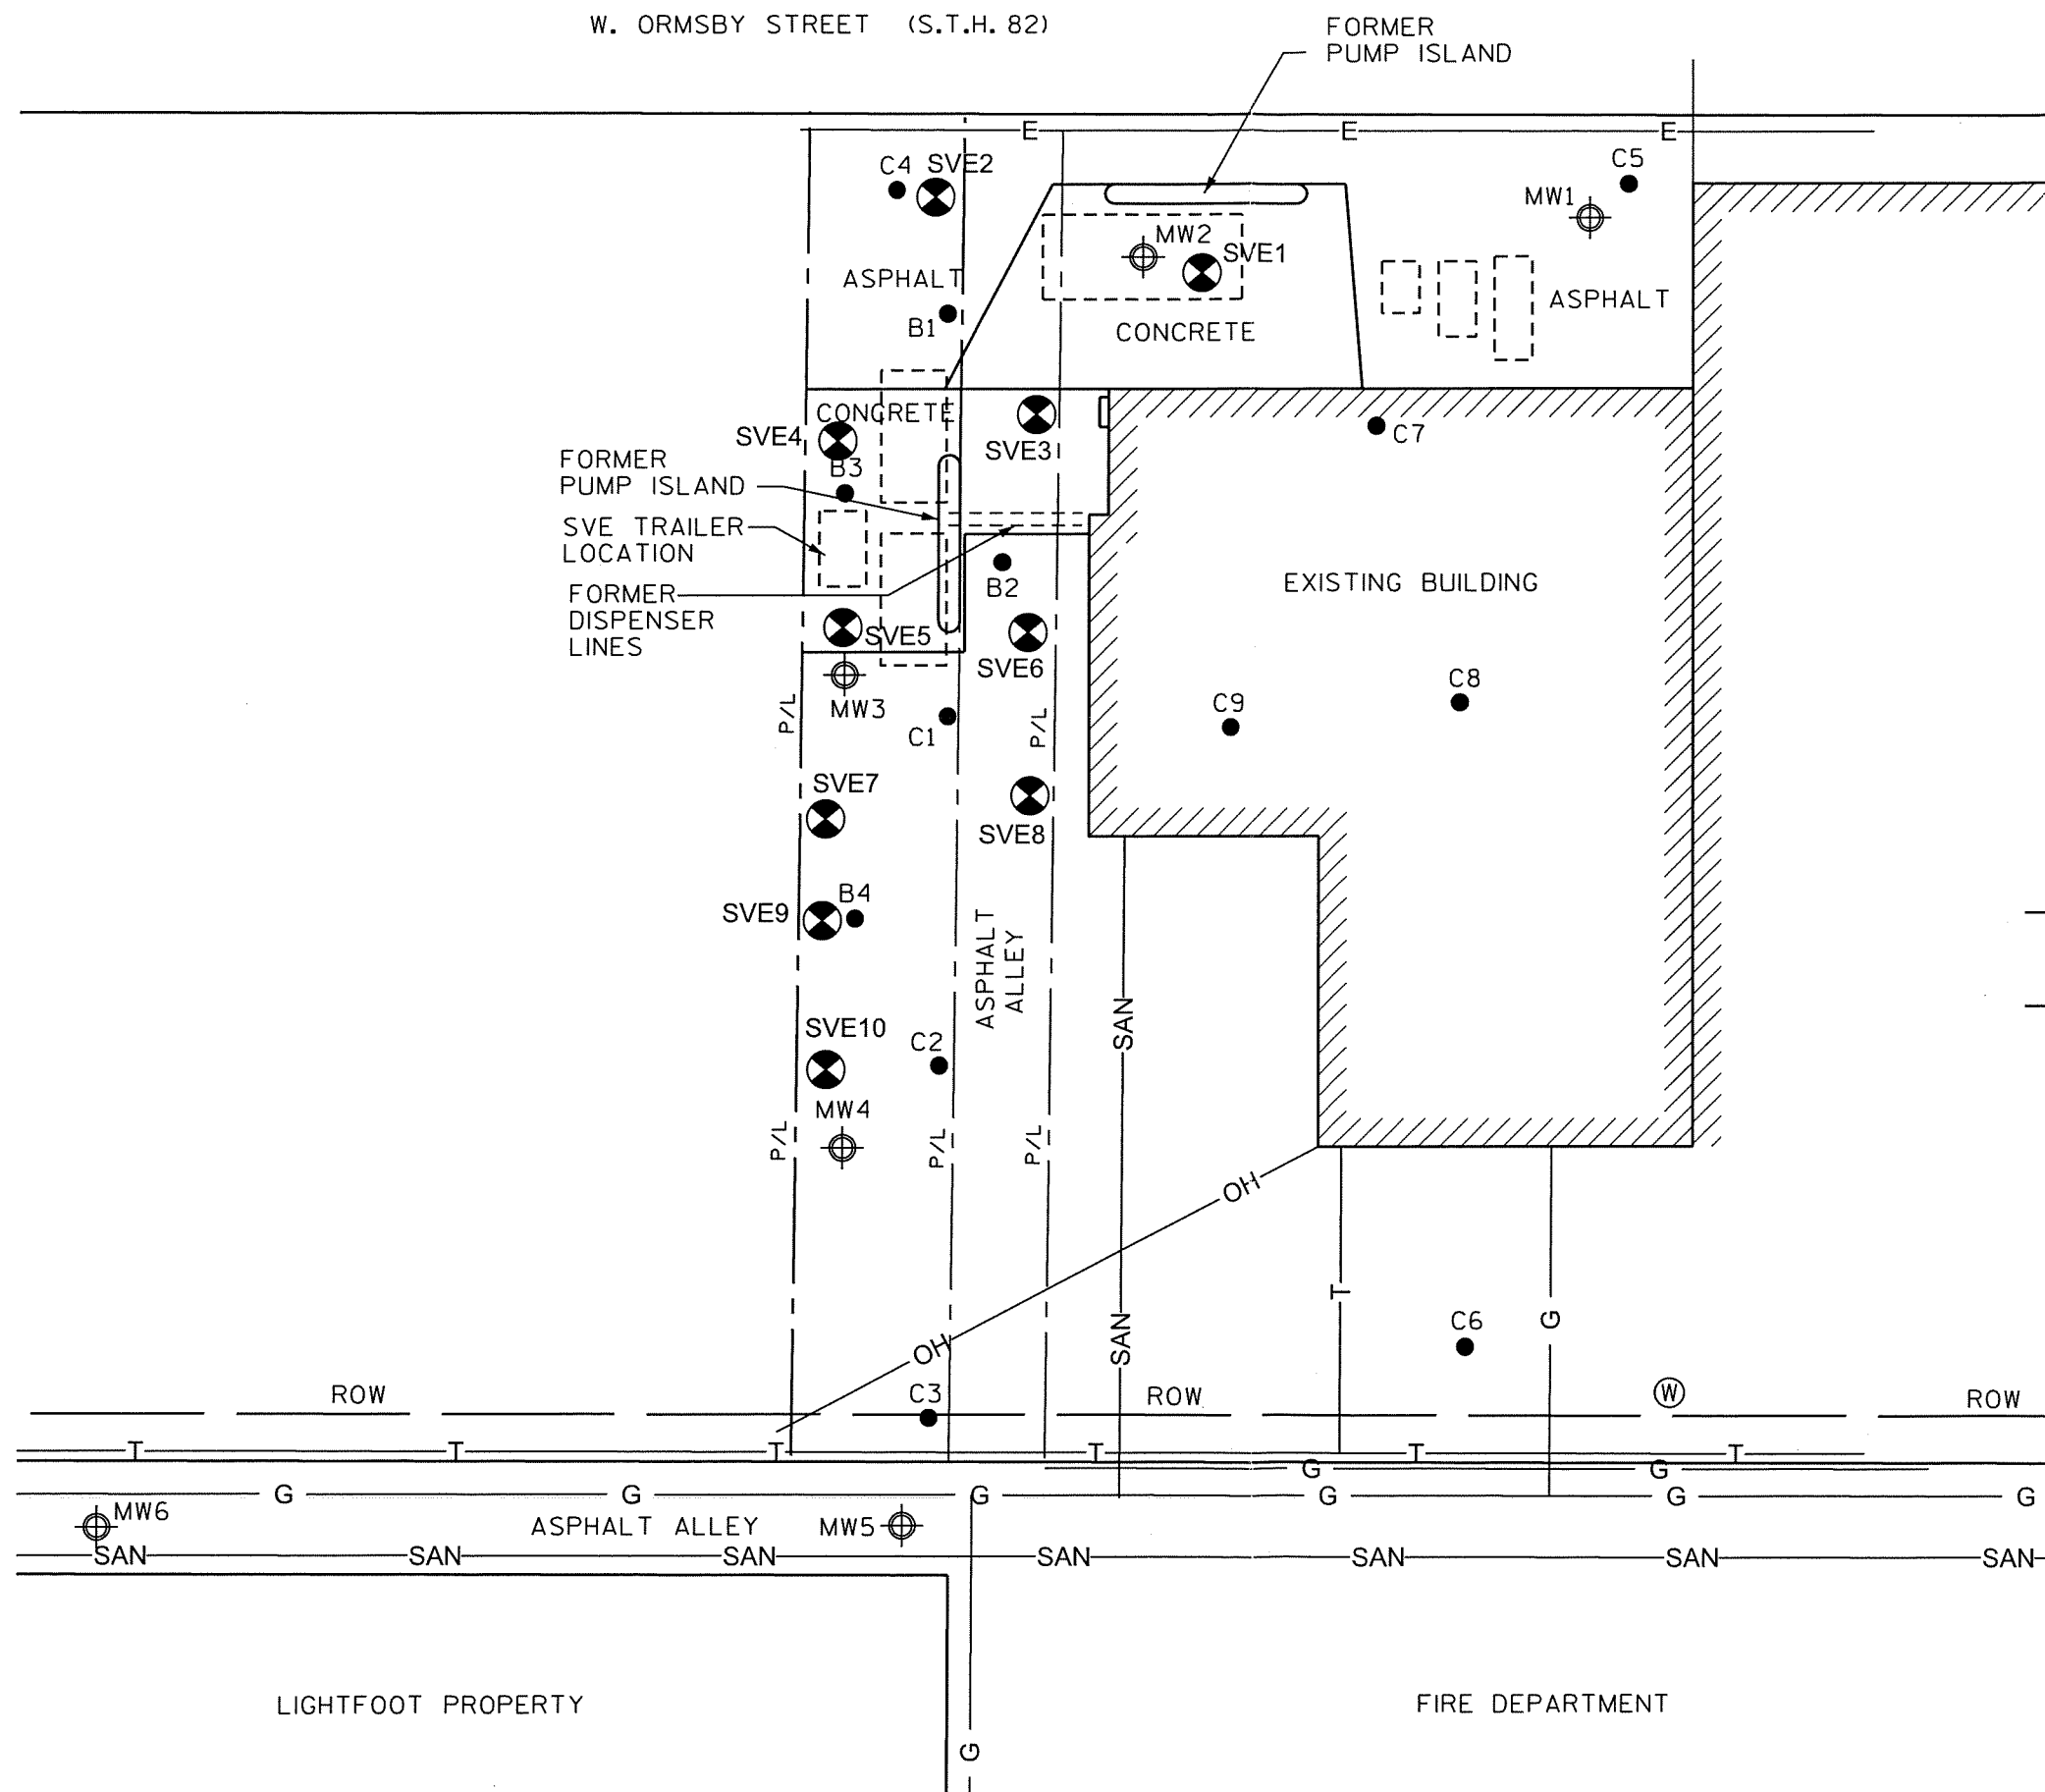 W. ORMSBY STREET (S.T.H. 82)
FORMER
PUMP ISLAND
E E E
C4 SVE2
C5
MW1
MW2
SVE1
ASPHALT
ASPHALT
B1
CONCRETE
CONCRETE
SVE4
SVE3
C7
B3
FORMER
PUMP ISLAND
SVE TRAILER
LOCATION
FORMER
DISPENSER
LINES
B2
EXISTING BUILDING
SVE5
SVE6
MW3
P/L
C1
P/L
C9
C8
SVE7
SVE8
B4
SVE9
ASPHALT
ALLEY
SAN
SVE10
C2
MW4
P/L
P/L
P/L
OH
T
G
SAN
C6
OH
ROW
C3
ROW
W
ROW
T T T T T T
G G
G G G G G G
MW6
ASPHALT ALLEY
MW5
SAN SAN SAN SAN SAN SAN SAN
LIGHTFOOT PROPERTY
FIRE DEPARTMENT
G